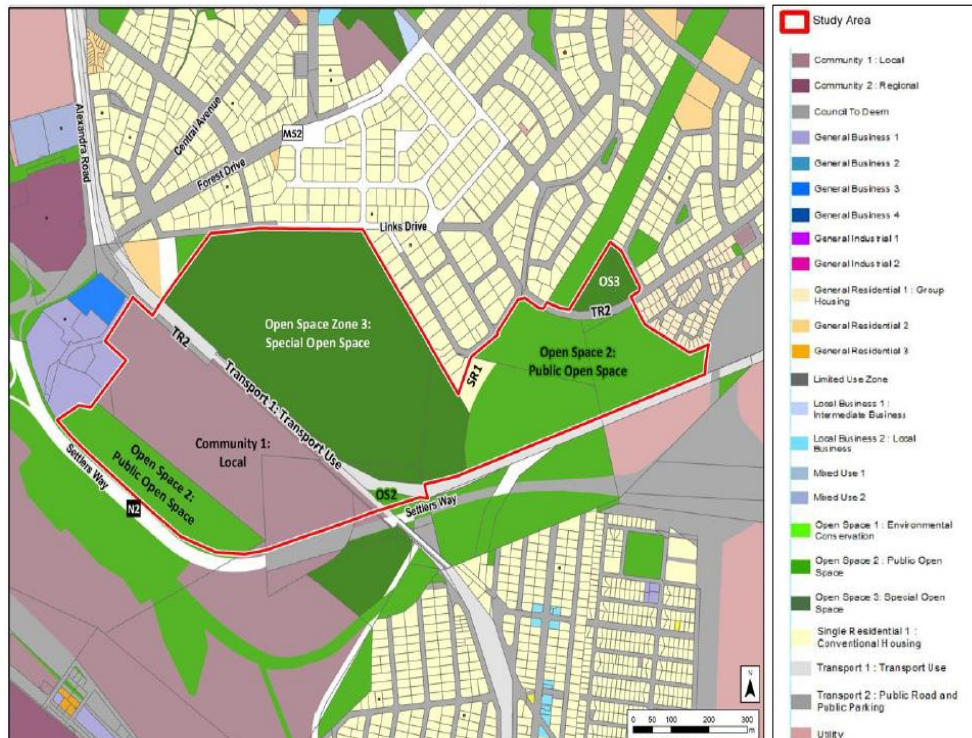 Alexandra Road
Central Avenue
M52
Forest Drive
Links Drive
OS3
TR2
TR2
Open Space Zone 3:
Special Open Space
Open Space 2:
Public Open Space
SR1
Transport 1: Transport Use
Community 1:
Local
Open Space 2:
Public Open Space
Settlers Way
N2
OS2
Settlers Way
N
0 50 100 200 300
m
Study Area
Community 1 : Local
Community 2 : Regional
Council To Deem
General Business 1
General Business 2
General Business 3
General Business 4
General Industrial 1
General Industrial 2
General Residential 1 : Group
Housing
General Residential 2
General Residential 3
Limited Use Zone
Local Business 1 :
Intermediate Business
Local Business 2 : Local
Business
Mixed Use 1
Mixed Use 2
Open Space 1 : Environmental
Conservation
Open Space 2 : Public Open
Space
Open Space 3: Special Open
Space
Single Residential 1 :
Conventional Housing
Transport 1 : Transport Use
Transport 2 : Public Road and
Public Parking
Utility